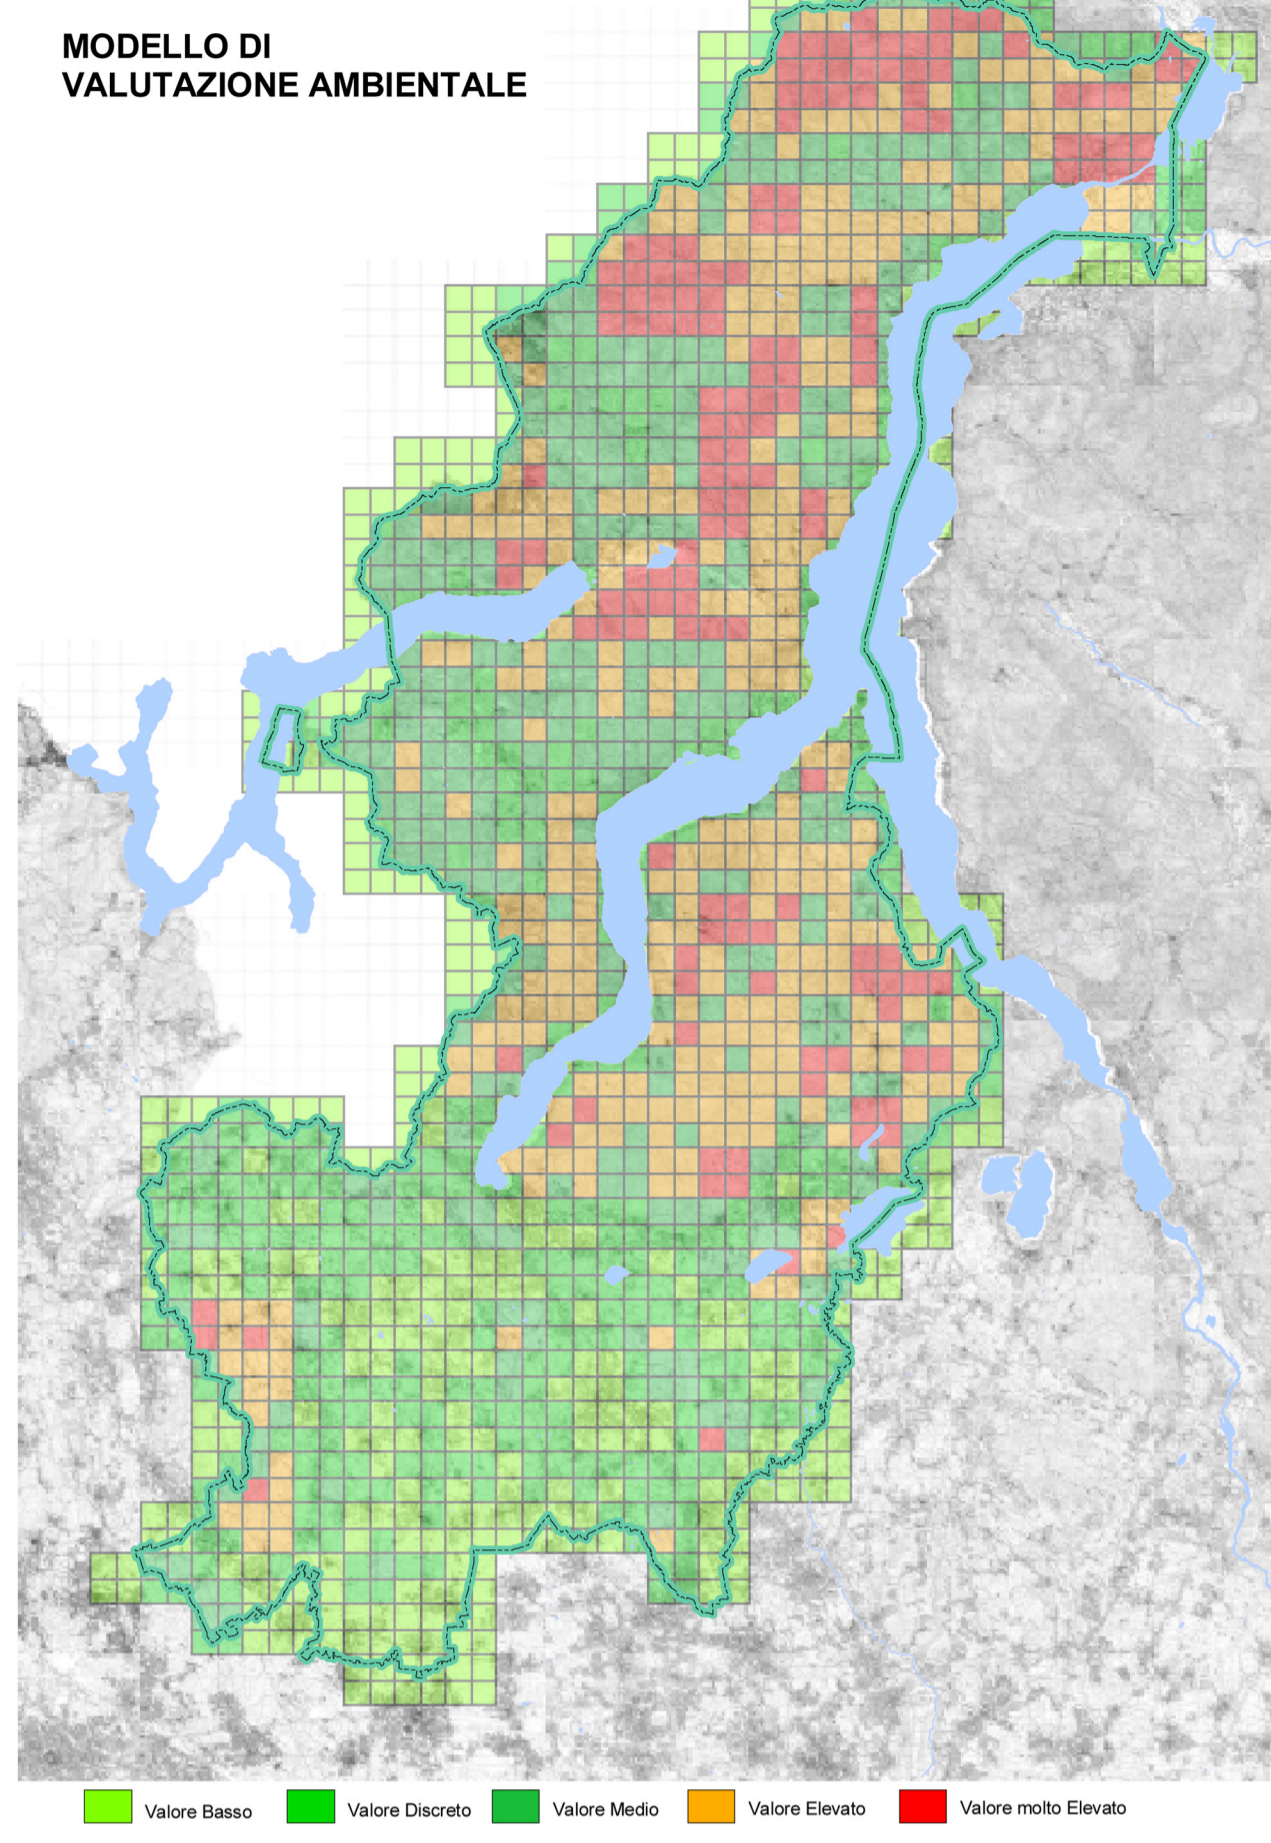 MODELLO DI
VALUTAZIONE AMBIENTALE
Valore Basso
Valore Discreto
Valore Medio
Valore Elevato
Valore molto Elevato